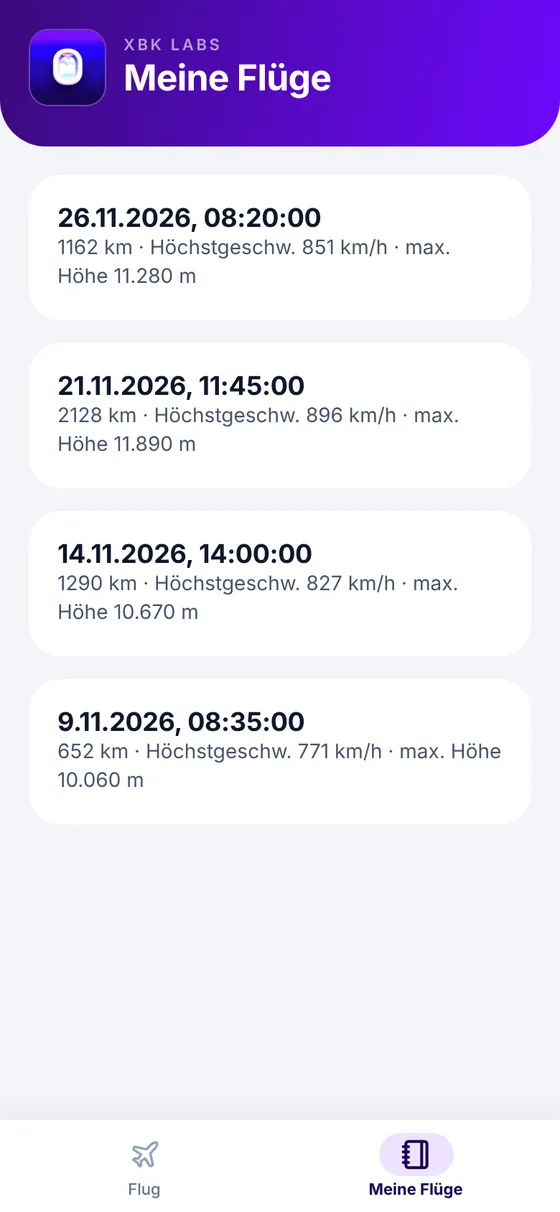 XBK LABS
Meine Flüge
26.11.2026, 08:20:00
1162 km · Höchstgeschw. 851 km/h · max.
Höhe 11.280 m
21.11.2026, 11:45:00
2128 km · Höchstgeschw. 896 km/h · max.
Höhe 11.890 m
14.11.2026, 14:00:00
1290 km · Höchstgeschw. 827 km/h · max.
Höhe 10.670 m
9.11.2026, 08:35:00
652 km · Höchstgeschw. 771 km/h · max. Höhe
10.060 m
Flug
Meine Flüge